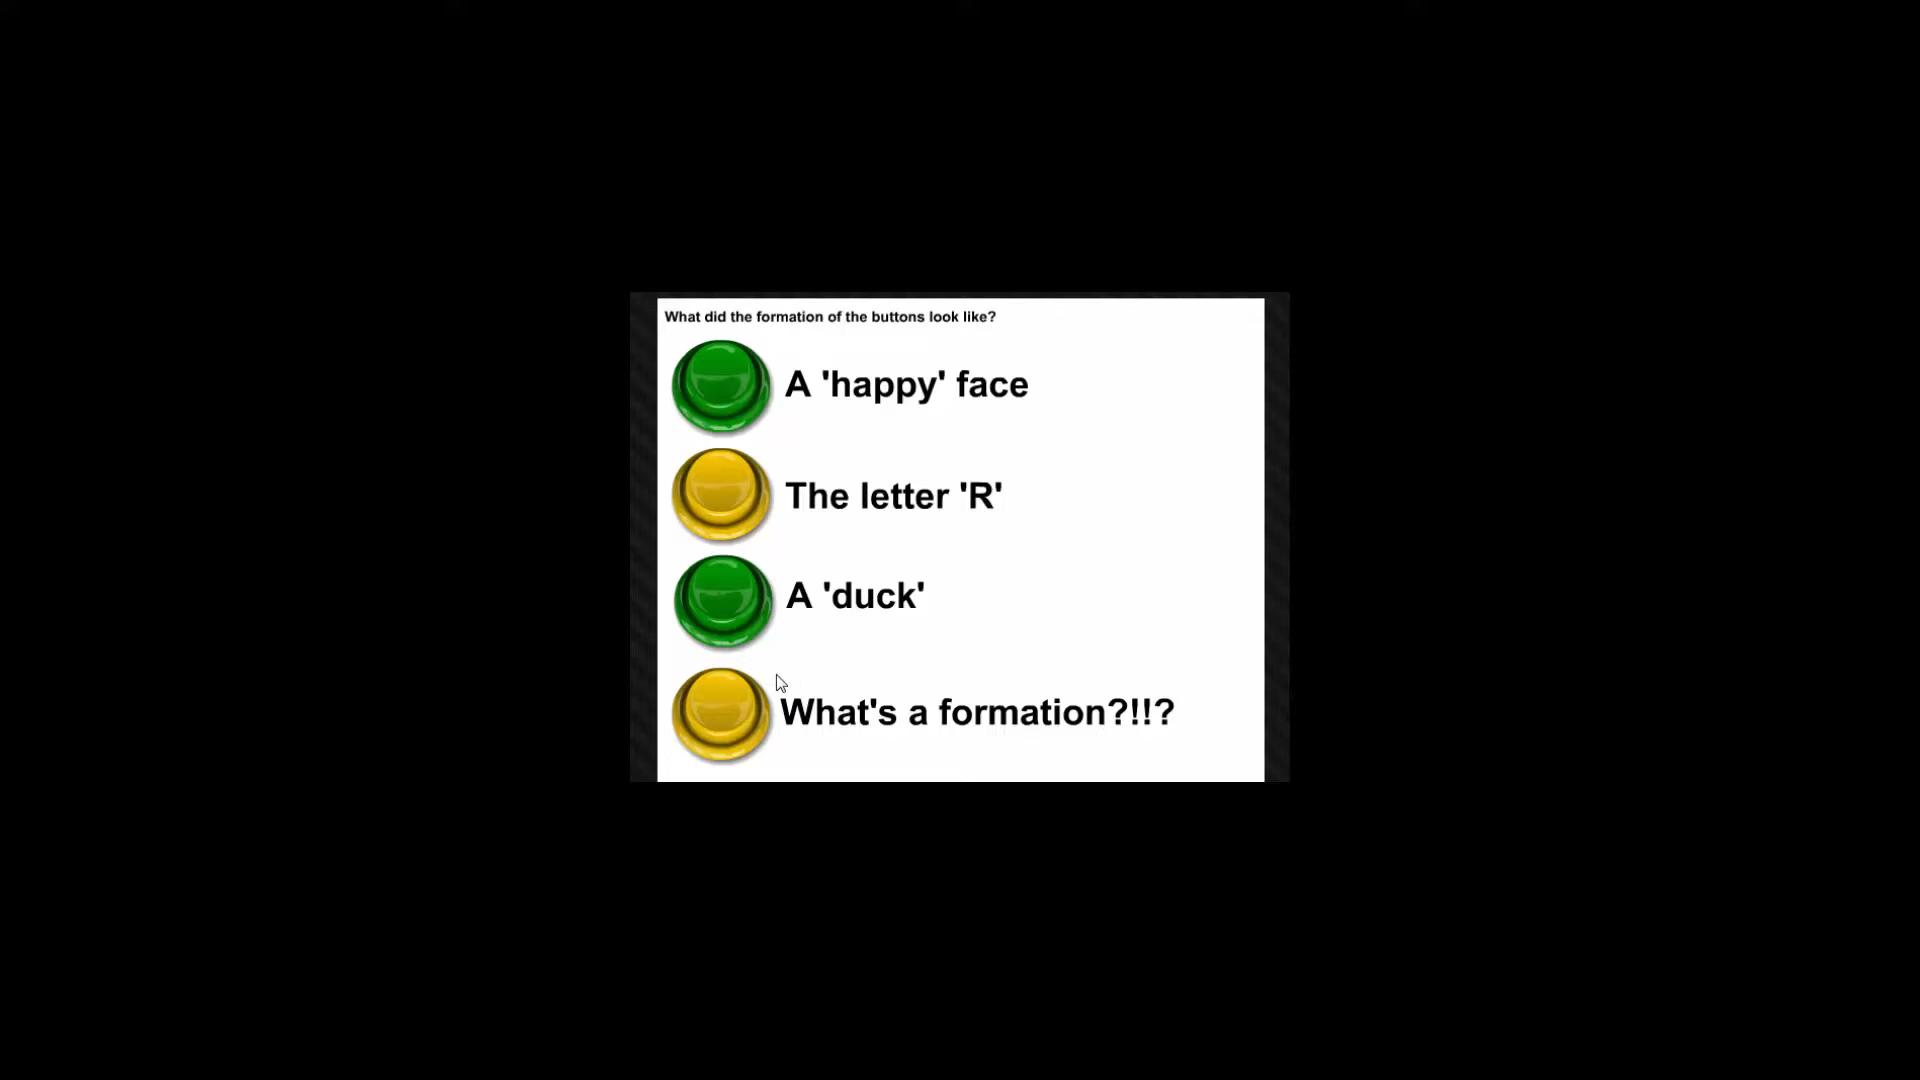 What did the formation of the buttons look like?
A 'happy' face
The letter 'R'
A 'duck'
What's a formation?!!?